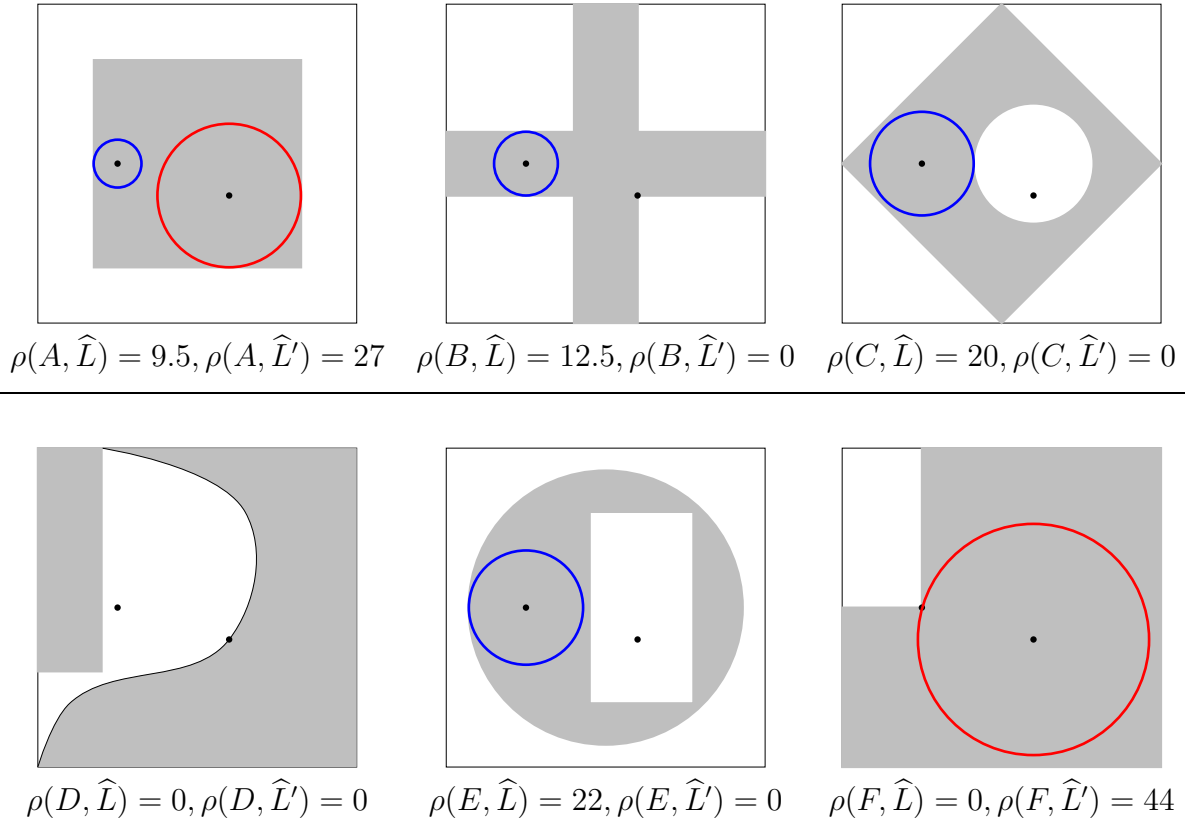 ρ(A, L̂) = 9.5, ρ(A, L̂′) = 27
ρ(B, L̂) = 12.5, ρ(B, L̂′) = 0
ρ(C, L̂) = 20, ρ(C, L̂′) = 0
ρ(D, L̂) = 0, ρ(D, L̂′) = 0
ρ(E, L̂) = 22, ρ(E, L̂′) = 0
ρ(F, L̂) = 0, ρ(F, L̂′) = 44